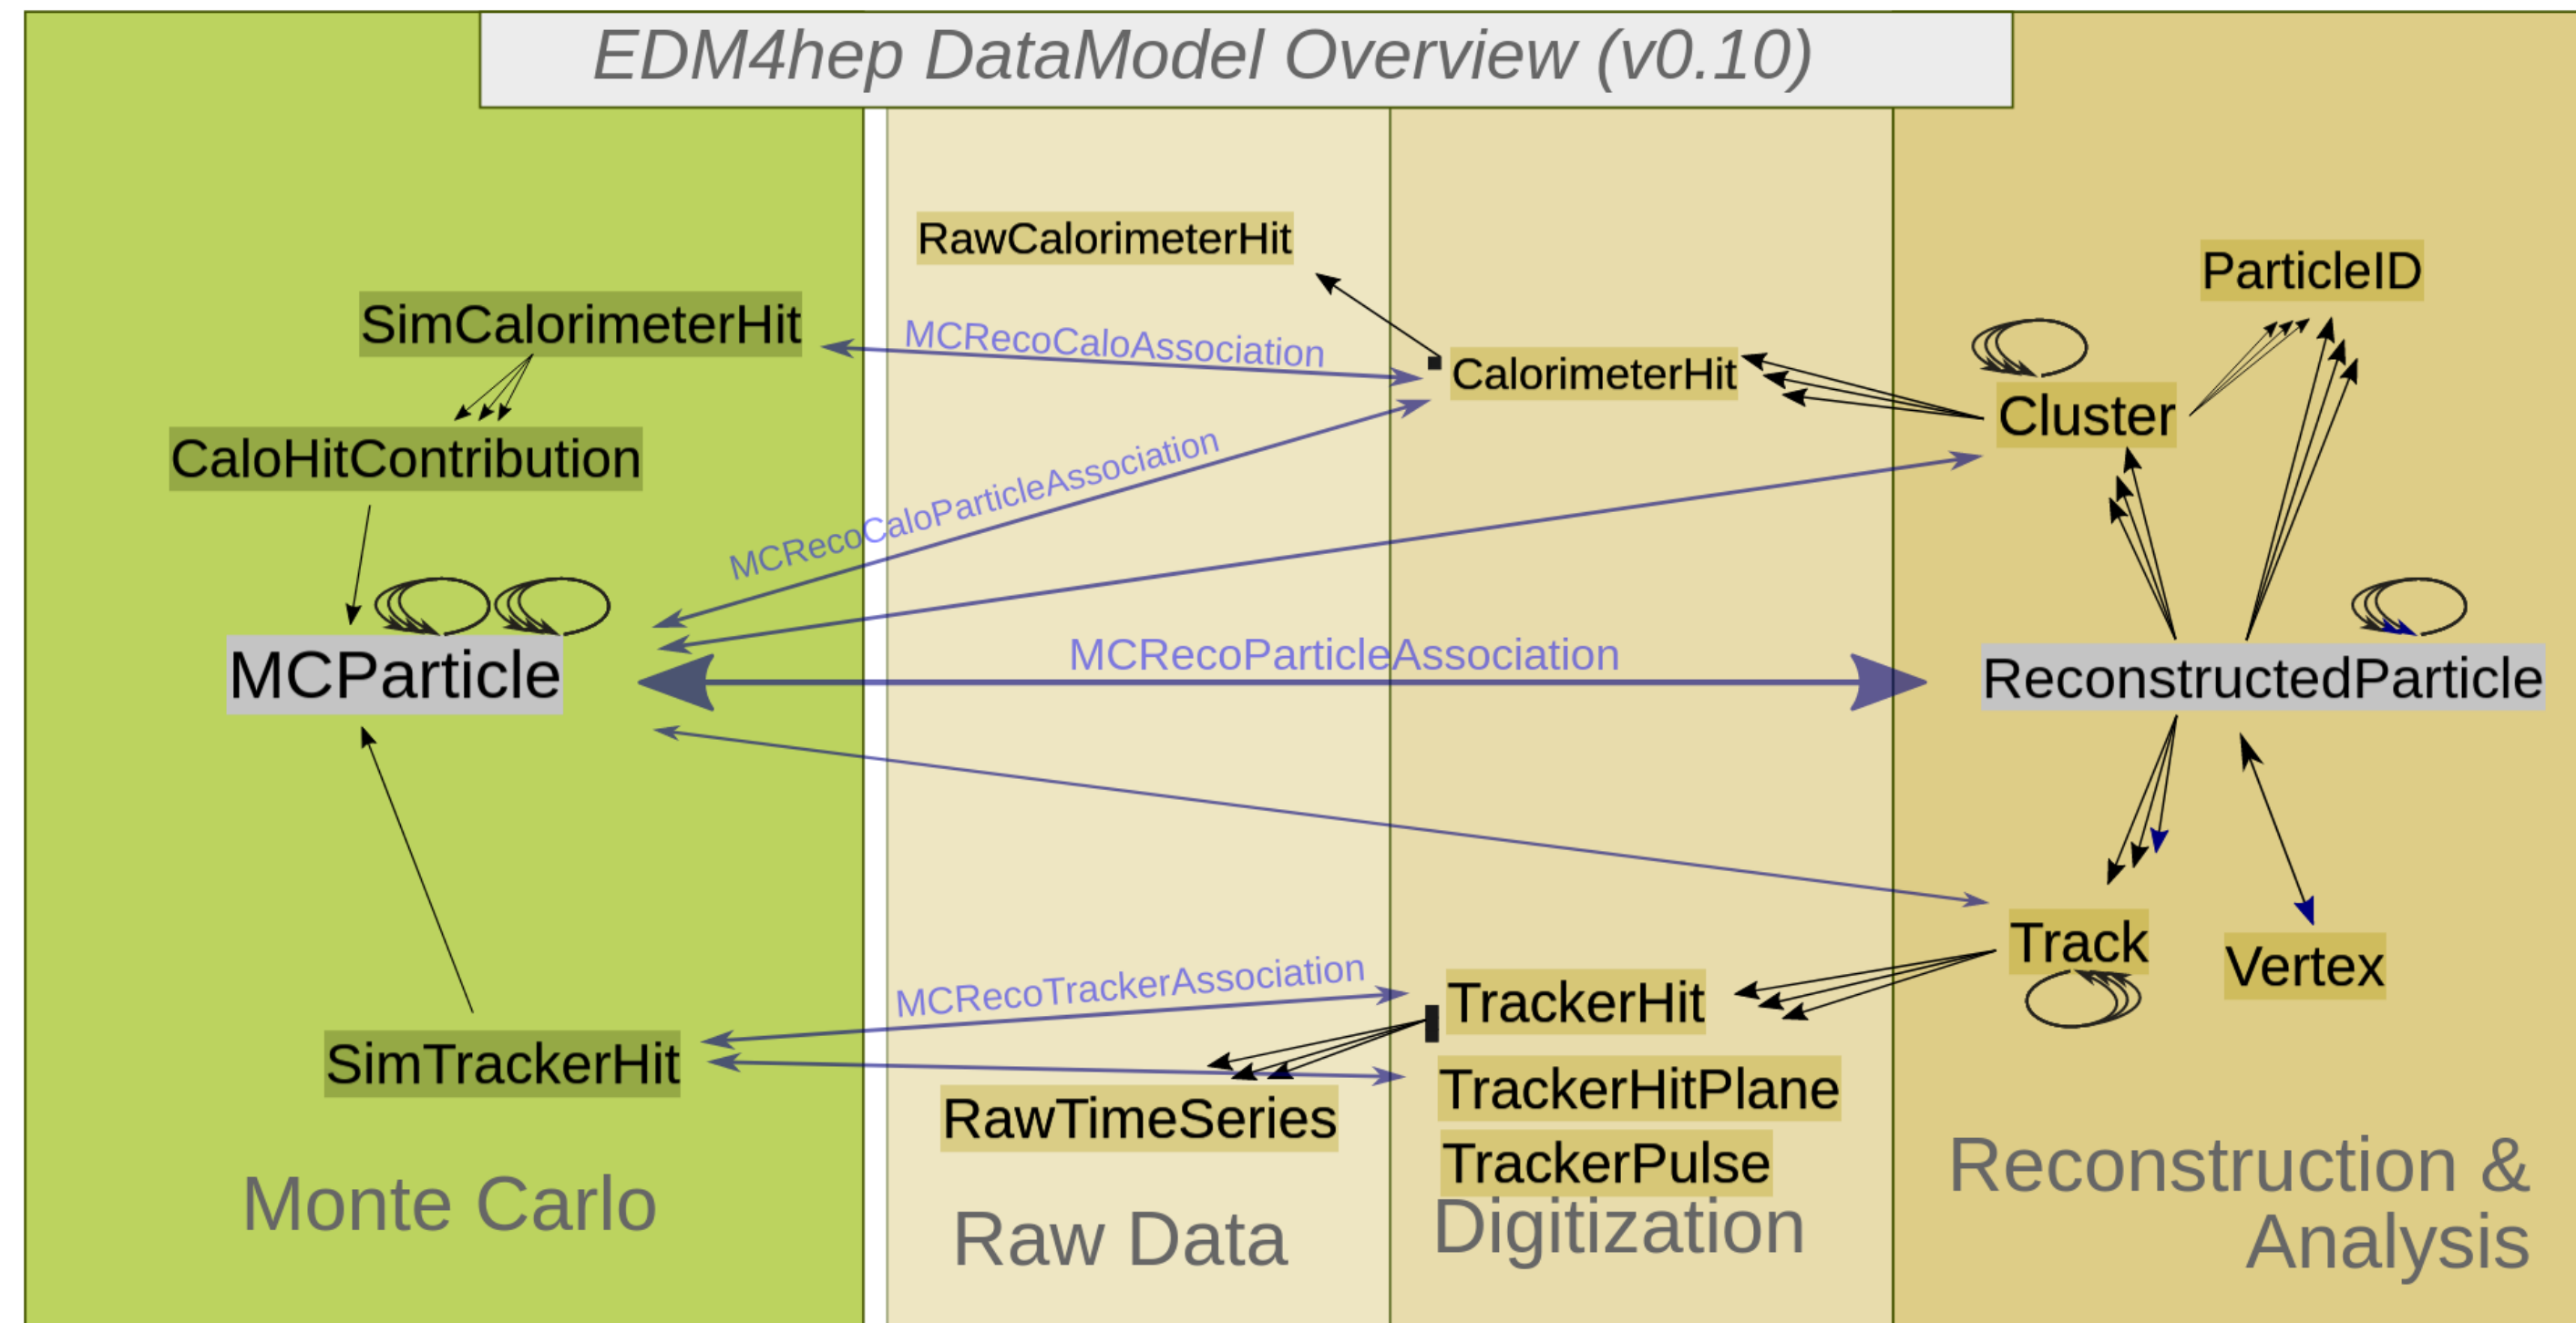 EDM4hep DataModel Overview (v0.10)
RawCalorimeterHit
ParticleID
SimCalorimeterHit
MCRecoCaloAssociation
CalorimeterHit
Cluster
CaloHitContribution
MCRecoCaloParticleAssociation
MCParticle
MCRecoParticleAssociation
ReconstructedParticle
Track
Vertex
MCRecoTrackerAssociation
TrackerHit
SimTrackerHit
TrackerHitPlane
RawTimeSeries
TrackerPulse
Monte Carlo
Raw Data
Digitization
Reconstruction &
Analysis